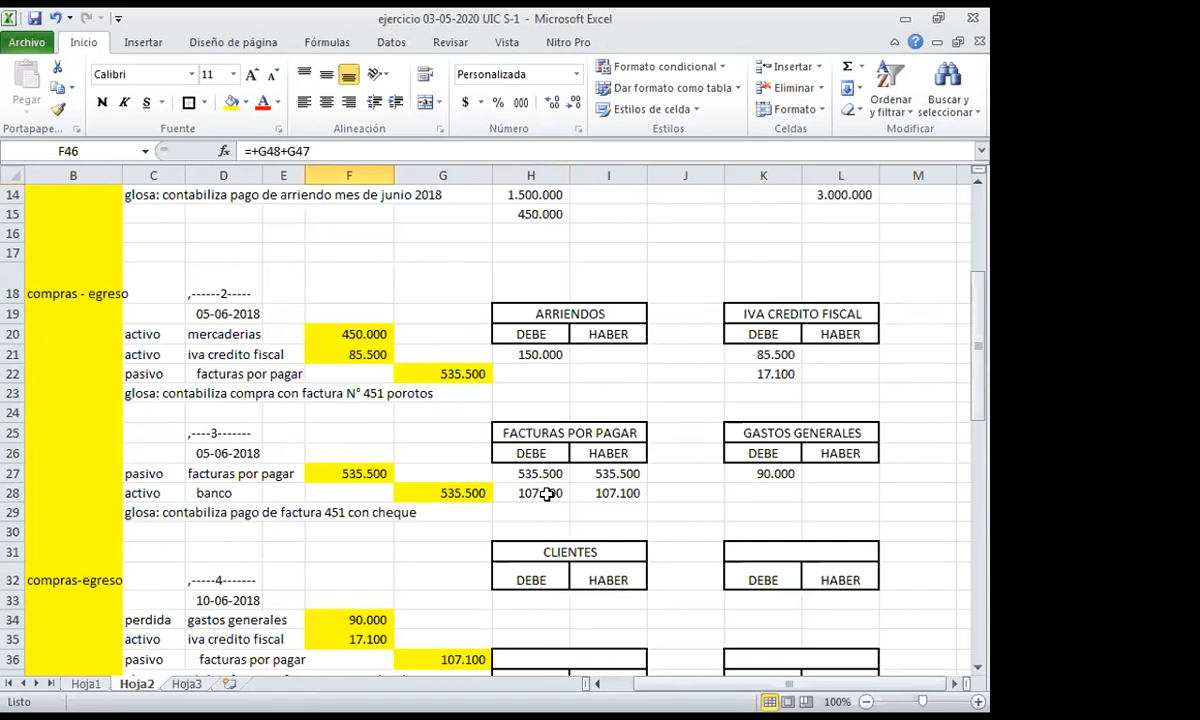 ejercicio 03-05-2020 UIC S-1 - Microsoft Excel
Archivo Inicio Insertar Diseño de página Fórmulas Datos Revisar Vista Nitro Pro
Calibri 11 Personalizada Formato condicional Insertar
Pegar Dar formato como tabla Eliminar Ordenar y filtrar Buscar y seleccionar
N K S $ % 000 Estilos de celda Formato
Portapape... Fuente Alineación Número Estilos Celdas Modificar
F46 fx =+G48+G47
B C D E F G H I J K L M
14 glosa: contabiliza pago de arriendo mes de junio 2018 1.500.000 3.000.000
15 450.000
16
17
18 compras - egreso ,------2-----
19 05-06-2018 ARRIENDOS IVA CREDITO FISCAL
20 activo mercaderias 450.000 DEBE HABER DEBE HABER
21 activo iva credito fiscal 85.500 150.000 85.500
22 pasivo facturas por pagar 535.500 17.100
23 glosa: contabiliza compra con factura N° 451 porotos
24
25 ,----3------- FACTURAS POR PAGAR GASTOS GENERALES
26 05-06-2018 DEBE HABER DEBE HABER
27 pasivo facturas por pagar 535.500 535.500 535.500 90.000
28 activo banco 535.500 107.100 107.100
29 glosa: contabiliza pago de factura 451 con cheque
30
31 CLIENTES
32 compras-egreso ,-----4------- DEBE HABER DEBE HABER
33 10-06-2018
34 perdida gastos generales 90.000
35 activo iva credito fiscal 17.100
36 pasivo facturas por pagar 107.100
Hoja1 Hoja2 Hoja3
Listo 100%